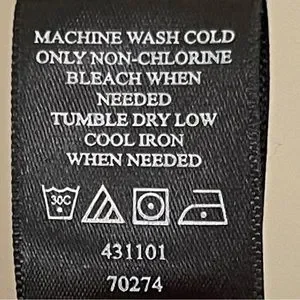 MACHINE WASH COLD
ONLY NON-CHLORINE
BLEACH WHEN
NEEDED
TUMBLE DRY LOW
COOL IRON
WHEN NEEDED
30C
431101
70274